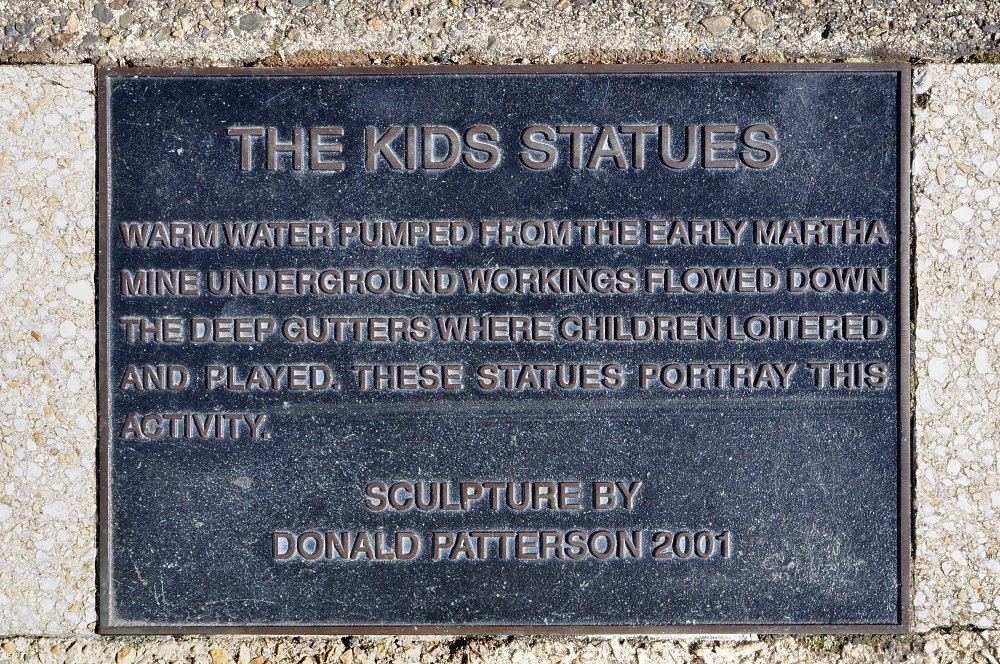 THE KIDS STATUES
WARM WATER PUMPED FROM THE EARLY MARTHA
MINE UNDERGROUND WORKINGS FLOWED DOWN
THE DEEP GUTTERS WHERE CHILDREN LOITERED
AND PLAYED. THESE STATUES PORTRAY THIS
ACTIVITY.
SCULPTURE BY
DONALD PATTERSON 2001